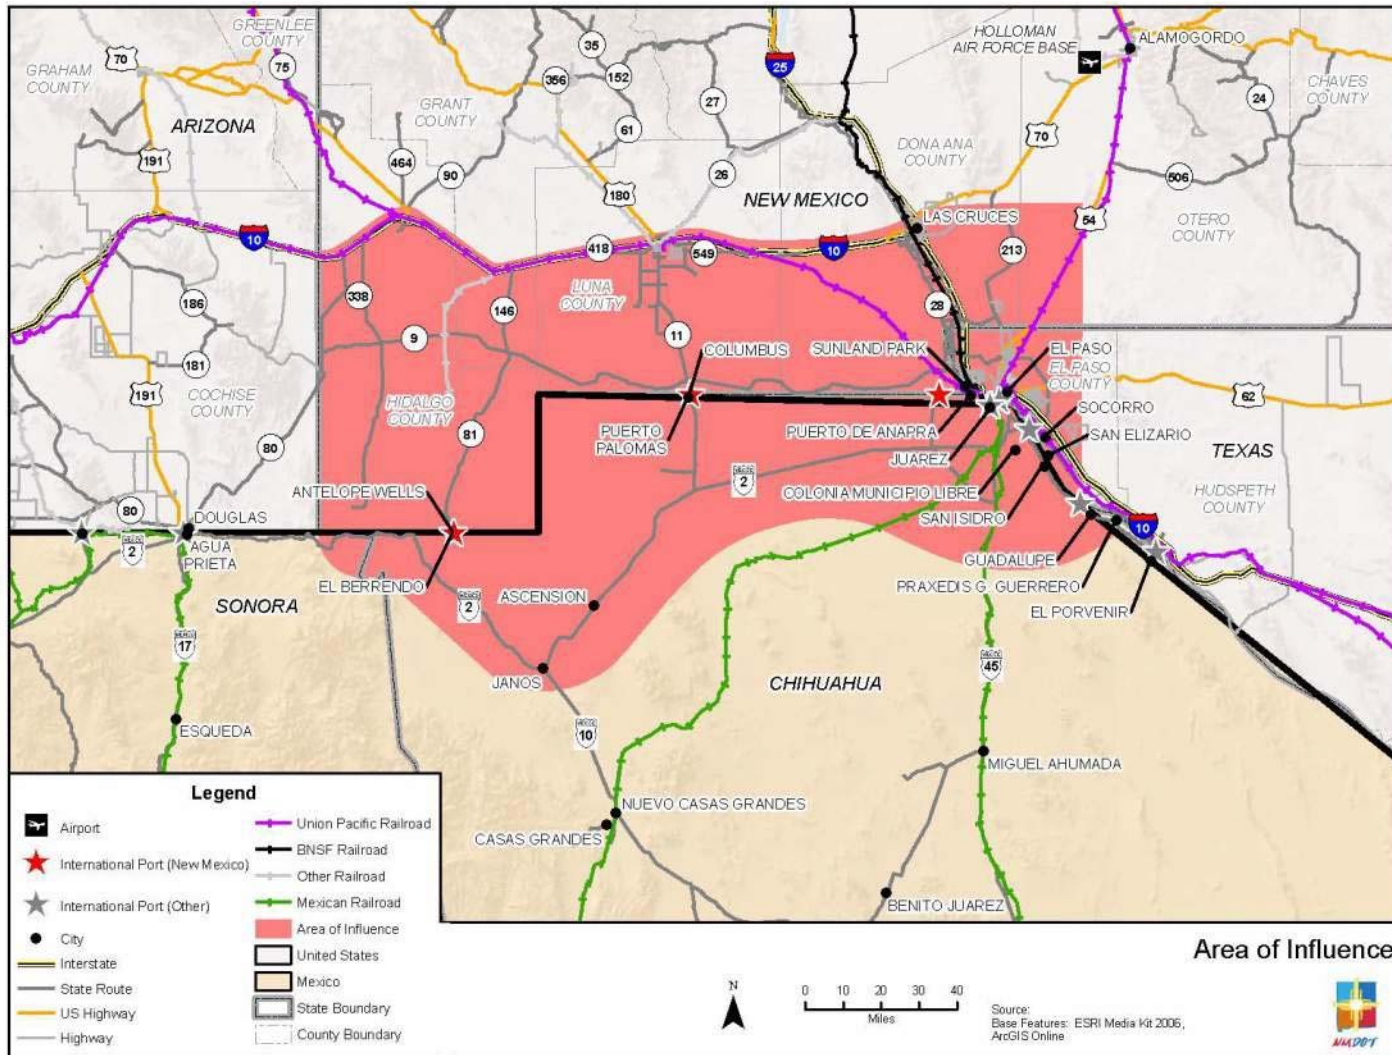 GREENLEE
COUNTY
70
75
GRAHAM
COUNTY
35
152
356
27
25
HOLLOMAN
AIR FORCE BASE
ALAMOGORDO
CHAVES
COUNTY
24
GRANT
COUNTY
61
ARIZONA
191
464
90
180
26
DONA ANA
COUNTY
70
506
NEW MEXICO
LAS CRUCES
54
OTERO
COUNTY
10
418
549
10
213
338
146
LUNA
COUNTY
28
186
9
11
COLUMBUS
SUNLAND PARK
EL PASO
EL PASO
COUNTY
181
191
COCHISE
COUNTY
HIDALGO
COUNTY
62
SOCORRO
80
81
PUERTO
PALOMAS
PUERTO DE ANAPRA
SAN ELIZARIO
JUAREZ
TEXAS
MEXICO
2
ANTELOPE WELLS
COLONIA MUNICIPIO LIBRE
HUDSPETH
COUNTY
80
DOUGLAS
SAN ISIDRO
10
MEXICO
2
AGUA
PRIETA
GUADALUPE
EL BERRENDO
PRAXEDIS G. GUERRERO
SONORA
MEXICO
2
ASCENSION
EL PORVENIR
MEXICO
17
MEXICO
45
JANOS
CHIHUAHUA
ESQUEDA
MEXICO
10
MIGUEL AHUMADA
NUEVO CASAS GRANDES
CASAS GRANDES
BENITO JUAREZ
Legend
Airport
International Port (New Mexico)
International Port (Other)
City
Interstate
State Route
US Highway
Highway
Union Pacific Railroad
BNSF Railroad
Other Railroad
Mexican Railroad
Area of Influence
United States
Mexico
State Boundary
County Boundary
Area of Influence
N
0 10 20 30 40
Miles
Source:
Base Features: ESRI Media Kit 2006,
ArcGIS Online
NMDOT